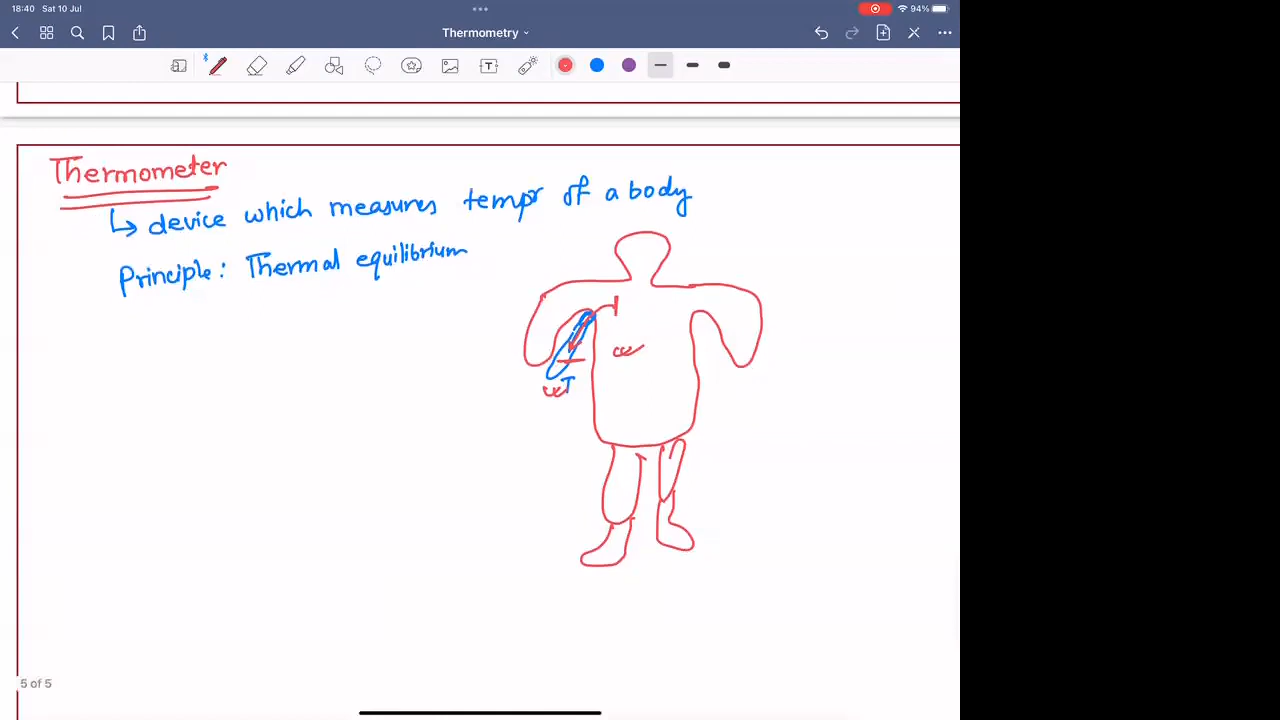 18:40 Sat 10 Jul
94%
Thermometry
T
Thermometer
↳ device which measures tempr of a body
Principle: Thermal equilibrium
T
5 of 5